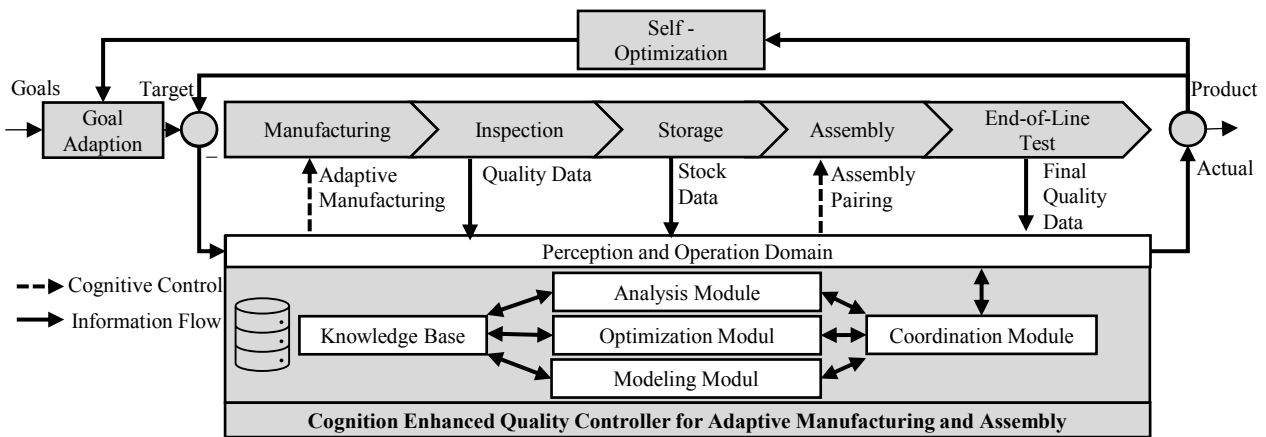 Self -
Optimization
Goals
Target
Product
Goal
Adaption
Manufacturing
Inspection
Storage
Assembly
End-of-Line
Test
–
Adaptive
Manufacturing
Quality Data
Stock
Data
Assembly
Pairing
Final
Quality
Data
Actual
Perception and Operation Domain
Cognitive Control
Information Flow
Analysis Module
Knowledge Base
Optimization Modul
Coordination Module
Modeling Modul
Cognition Enhanced Quality Controller for Adaptive Manufacturing and Assembly